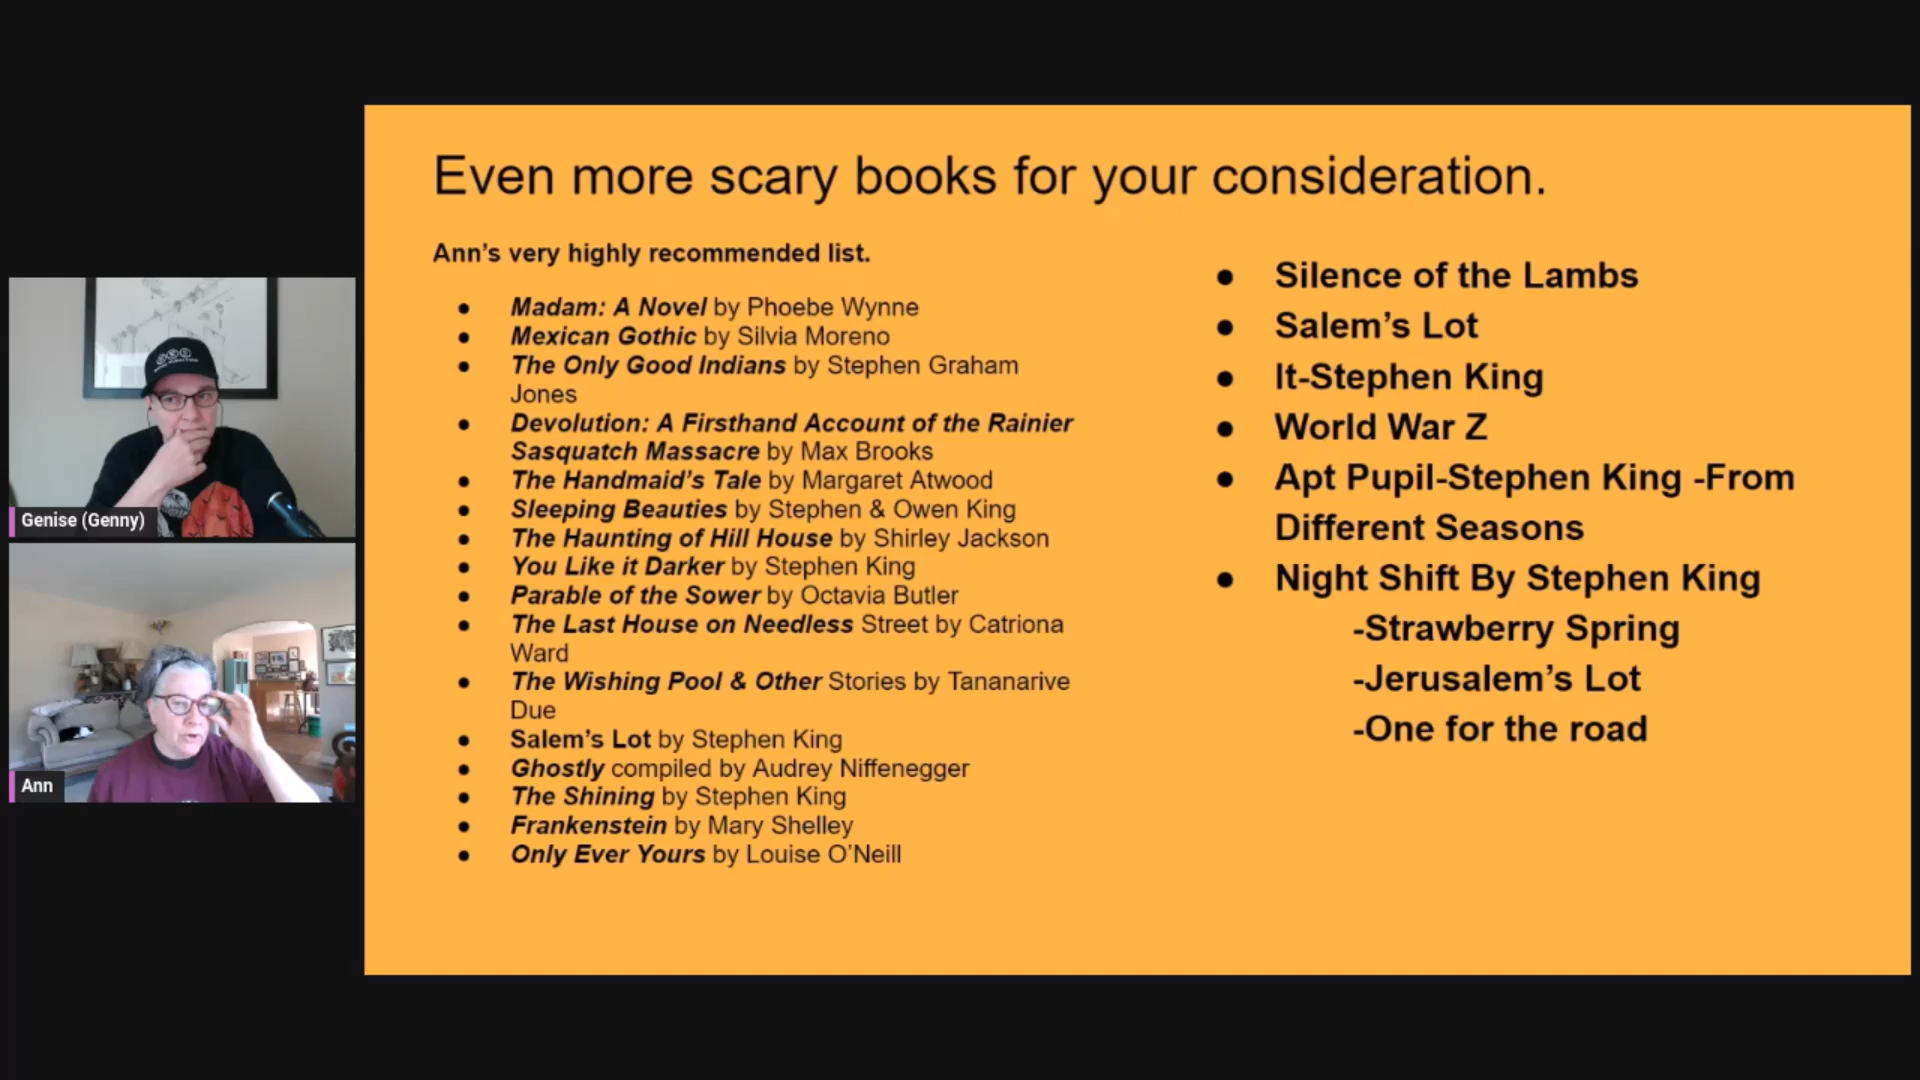 Even more scary books for your consideration.
Ann's very highly recommended list.
● Madam: A Novel by Phoebe Wynne
● Mexican Gothic by Silvia Moreno
● The Only Good Indians by Stephen Graham
Jones
● Devolution: A Firsthand Account of the Rainier
Sasquatch Massacre by Max Brooks
● The Handmaid's Tale by Margaret Atwood
● Sleeping Beauties by Stephen & Owen King
● The Haunting of Hill House by Shirley Jackson
● You Like it Darker by Stephen King
● Parable of the Sower by Octavia Butler
● The Last House on Needless Street by Catriona
Ward
● The Wishing Pool & Other Stories by Tananarive
Due
● Salem's Lot by Stephen King
● Ghostly compiled by Audrey Niffenegger
● The Shining by Stephen King
● Frankenstein by Mary Shelley
● Only Ever Yours by Louise O'Neill
● Silence of the Lambs
● Salem's Lot
● It-Stephen King
● World War Z
● Apt Pupil-Stephen King -From
Different Seasons
● Night Shift By Stephen King
-Strawberry Spring
-Jerusalem's Lot
-One for the road
Genise (Genny)
Ann